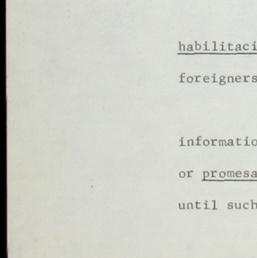 habilitaci
foreigners
informatio
or promesa
until such